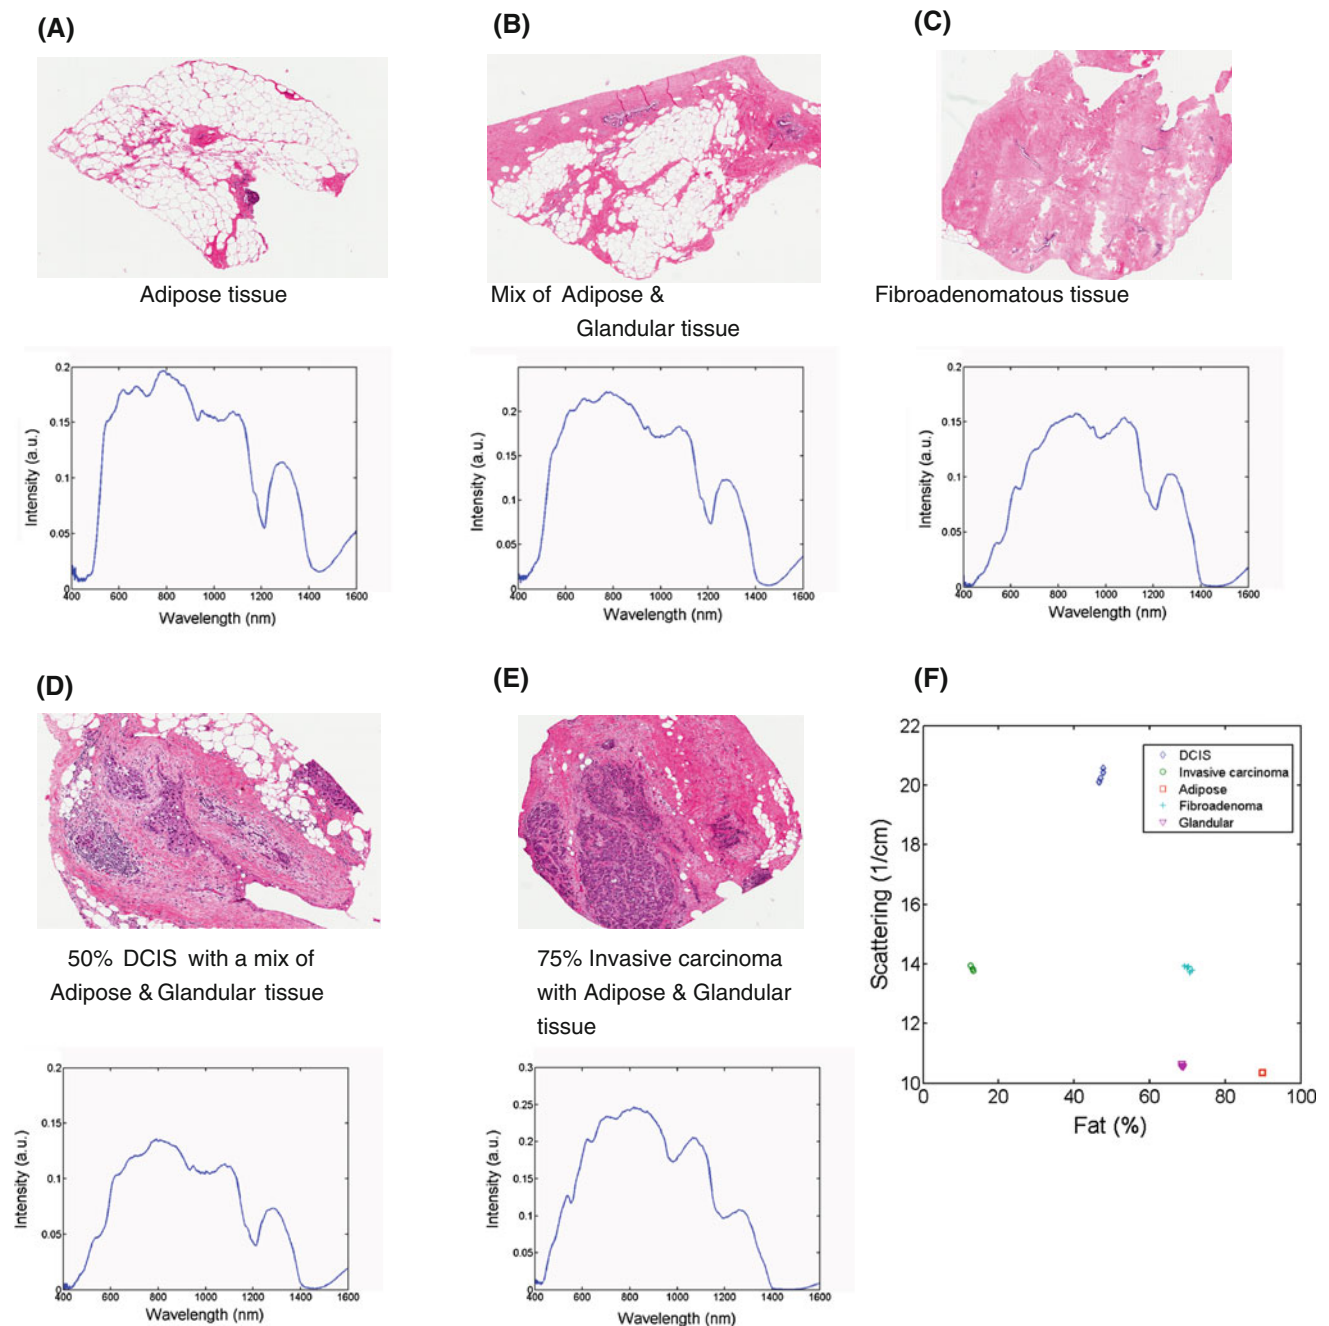 (A)
Adipose tissue
0.2
0.15
0.1
0.05
0
Intensity (a.u.)
400 600 800 1000 1200 1400 1600
Wavelength (nm)
(B)
Mix of Adipose &
Glandular tissue
0.2
0.15
0.1
0.05
0
Intensity (a.u.)
400 600 800 1000 1200 1400 1600
Wavelength (nm)
(C)
Fibroadenomatous tissue
0.2
0.15
0.1
0.05
0
Intensity (a.u.)
400 600 800 1000 1200 1400 1600
Wavelength (nm)
(D)
50% DCIS with a mix of
Adipose & Glandular tissue
0.2
0.15
0.1
0.05
0
Intensity (a.u.)
400 600 800 1000 1200 1400 1600
Wavelength (nm)
(E)
75% Invasive carcinoma
with Adipose & Glandular
tissue
0.3
0.25
0.2
0.15
0.1
0.05
0
Intensity (a.u.)
400 600 800 1000 1200 1400 1600
Wavelength (nm)
(F)
22
20
18
16
14
12
10
Scattering (1/cm)
DCIS
Invasive carcinoma
Adipose
Fibroadenoma
Glandular
0 20 40 60 80 100
Fat (%)